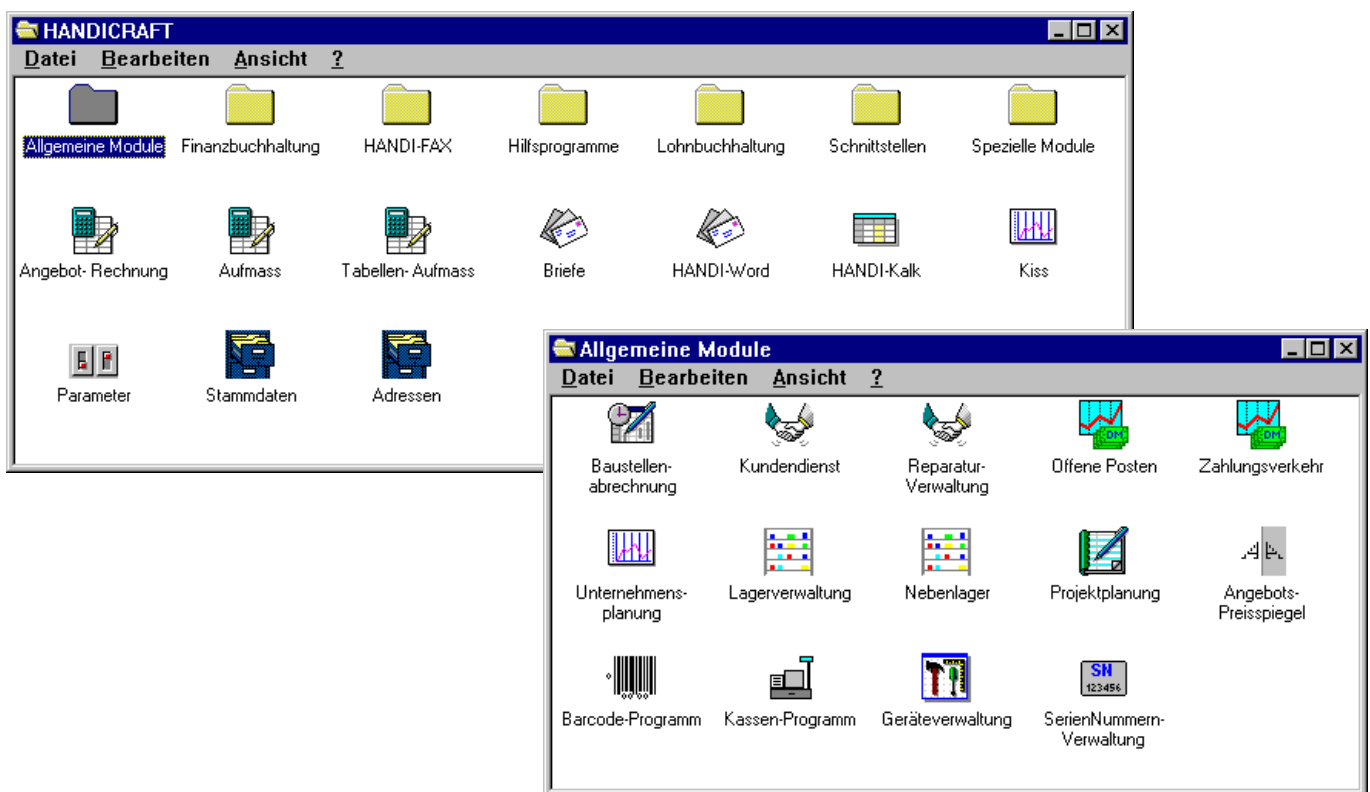 HANDICRAFT
Datei Bearbeiten Ansicht ?
Allgemeine Module Finanzbuchhaltung HANDI-FAX Hilfsprogramme Lohnbuchhaltung Schnittstellen Spezielle Module
Angebot- Rechnung Aufmass Tabellen- Aufmass Briefe HANDI-Word HANDI-Kalk Kiss
Parameter Stammdaten Adressen
Allgemeine Module
Datei Bearbeiten Ansicht ?
DM DM
Baustellen- Kundendienst Reparatur- Offene Posten Zahlungsverkehr
abrechnung Verwaltung
Unternehmens- Lagerverwaltung Nebenlager Projektplanung Angebots-
planung Preisspiegel
SN
123456
Barcode-Programm Kassen-Programm Geräteverwaltung SerienNummern-
Verwaltung